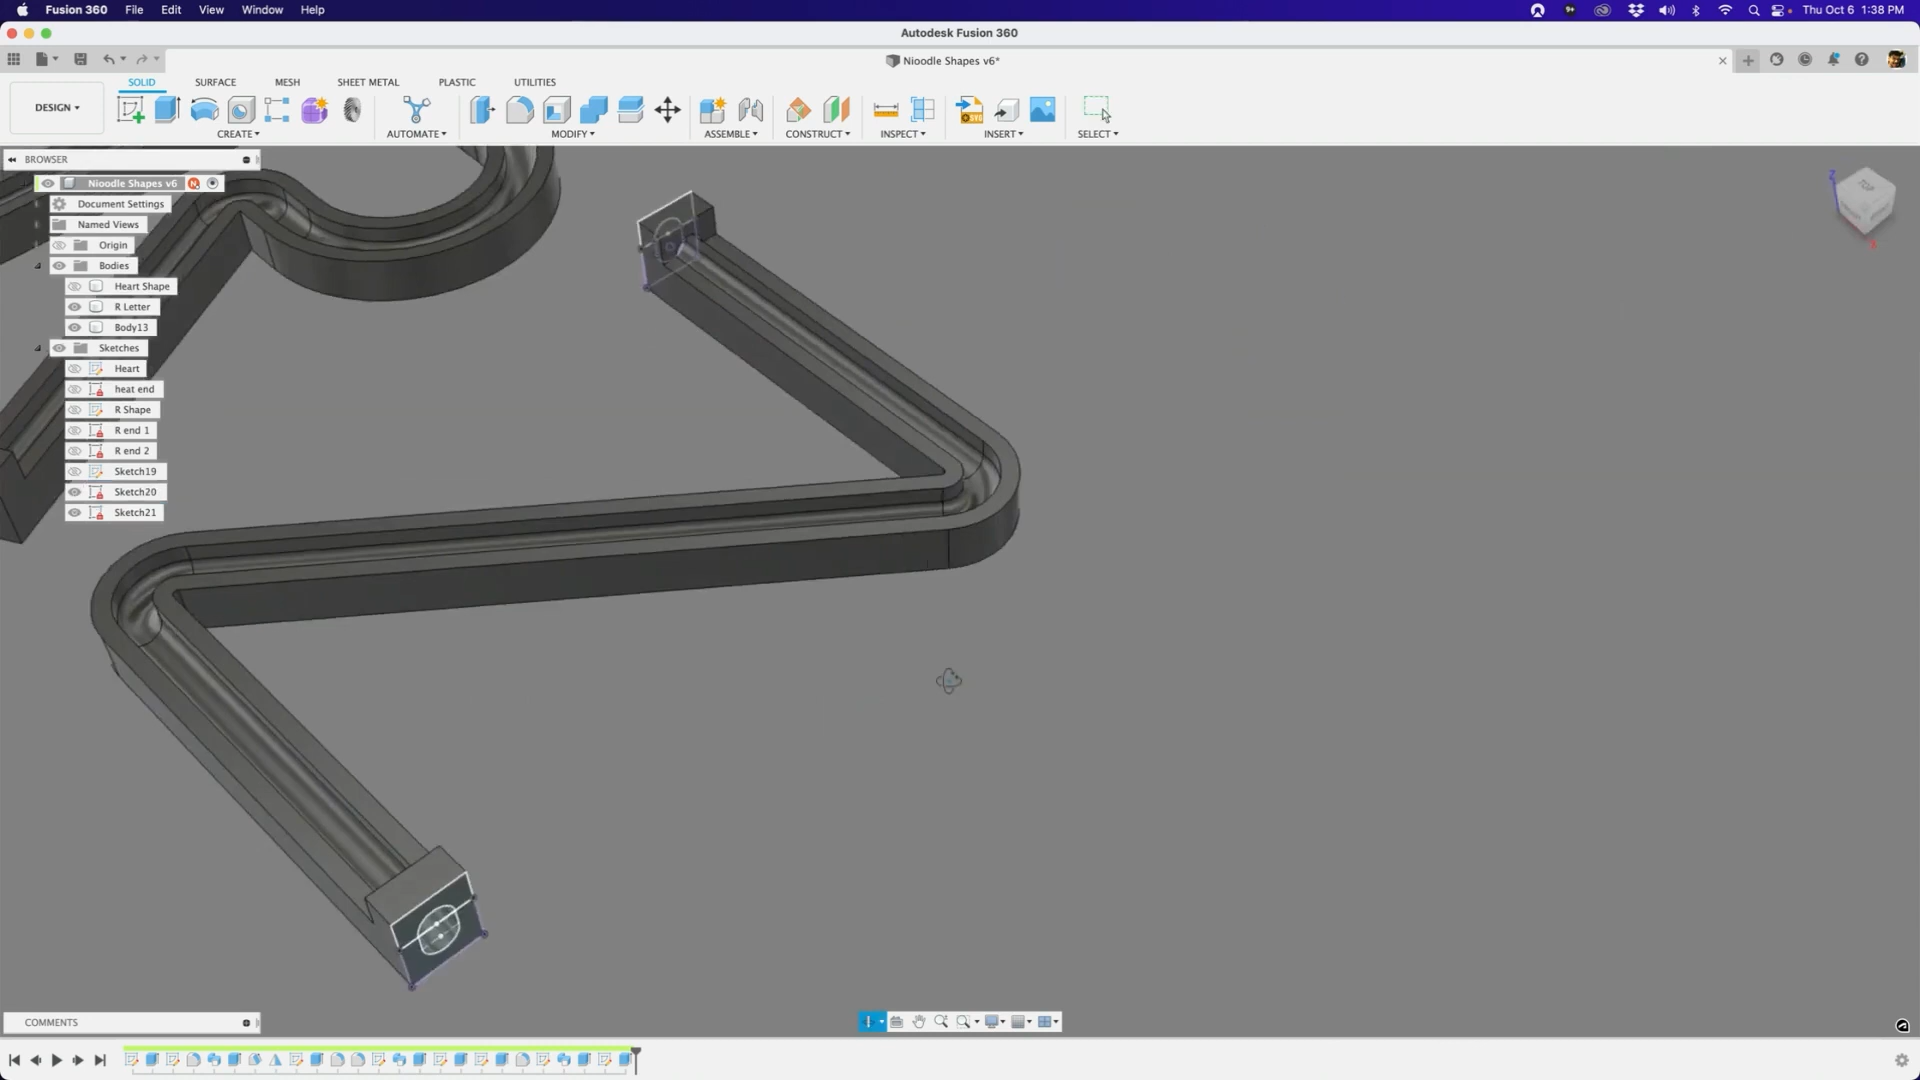 Fusion 360 File Edit View Window Help
Thu Oct 6 1:38 PM
Autodesk Fusion 360
Nioodle Shapes v6*
SOLID SURFACE MESH SHEET METAL PLASTIC UTILITIES
DESIGN
CREATE AUTOMATE MODIFY ASSEMBLE CONSTRUCT INSPECT INSERT SELECT
BROWSER
Nioodle Shapes v6
Document Settings
Named Views
Origin
Bodies
Heart Shape
R Letter
Body13
Sketches
Heart
heat end
R Shape
R end 1
R end 2
Sketch19
Sketch20
Sketch21
Z
TOP
X
COMMENTS